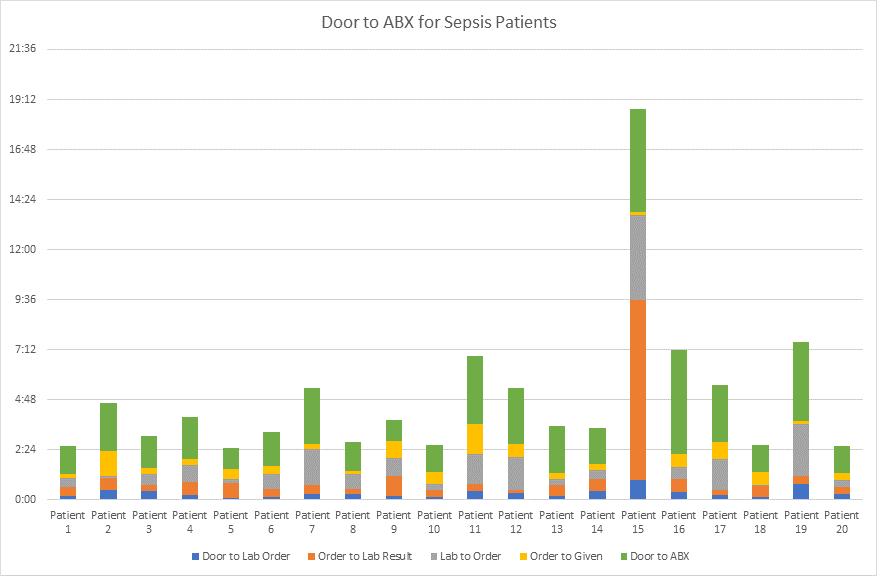 Door to ABX for Sepsis Patients
21:36
19:12
16:48
14:24
12:00
9:36
7:12
4:48
2:24
0:00
Patient Patient Patient Patient Patient Patient Patient Patient Patient Patient Patient Patient Patient Patient Patient Patient Patient Patient Patient Patient
1 2 3 4 5 6 7 8 9 10 11 12 13 14 15 16 17 18 19 20
Door to Lab Order Order to Lab Result Lab to Order Order to Given Door to ABX